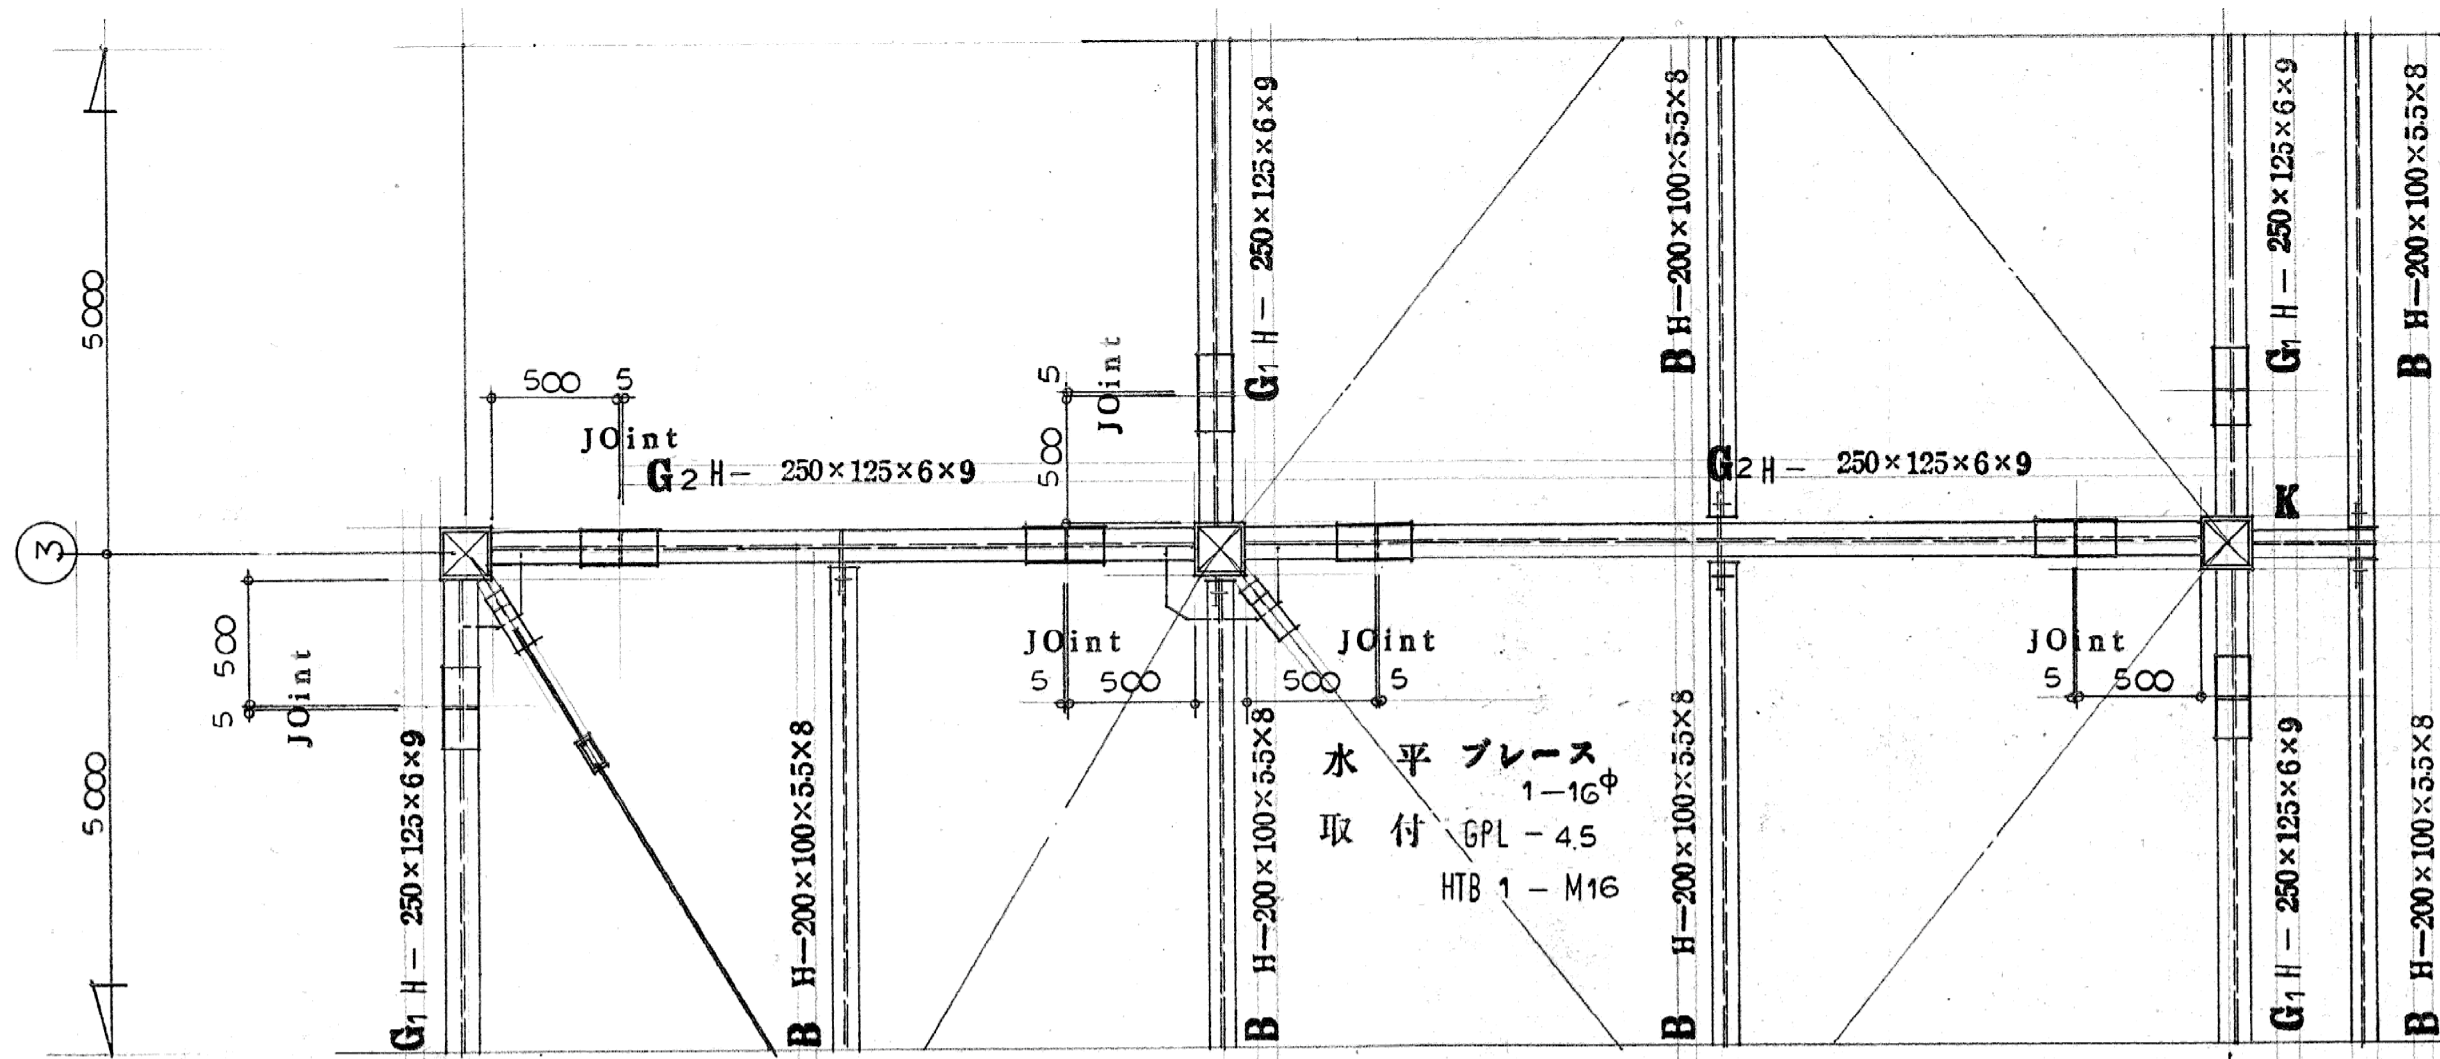 G1 H- 250×125×6×9
B H-200×100×5.5×8
G1 H- 250×125×6×9
B H-200×100×5.5×8
5000
500 5
JOint
G2 H- 250×125×6×9
5
500
JOint
G2 H- 250×125×6×9
K
3
500
5
JOint
JOint
5 500
JOint
500 5
JOint
5 500
5000
G1 H- 250×125×6×9
B H-200×100×5.5×8
B H-200×100×5.5×8
水平ブレース
1-16φ
取付 GPL - 4.5
HTB 1 - M16
B H-200×100×5.5×8
G1 H- 250×125×6×9
B H-200×100×5.5×8